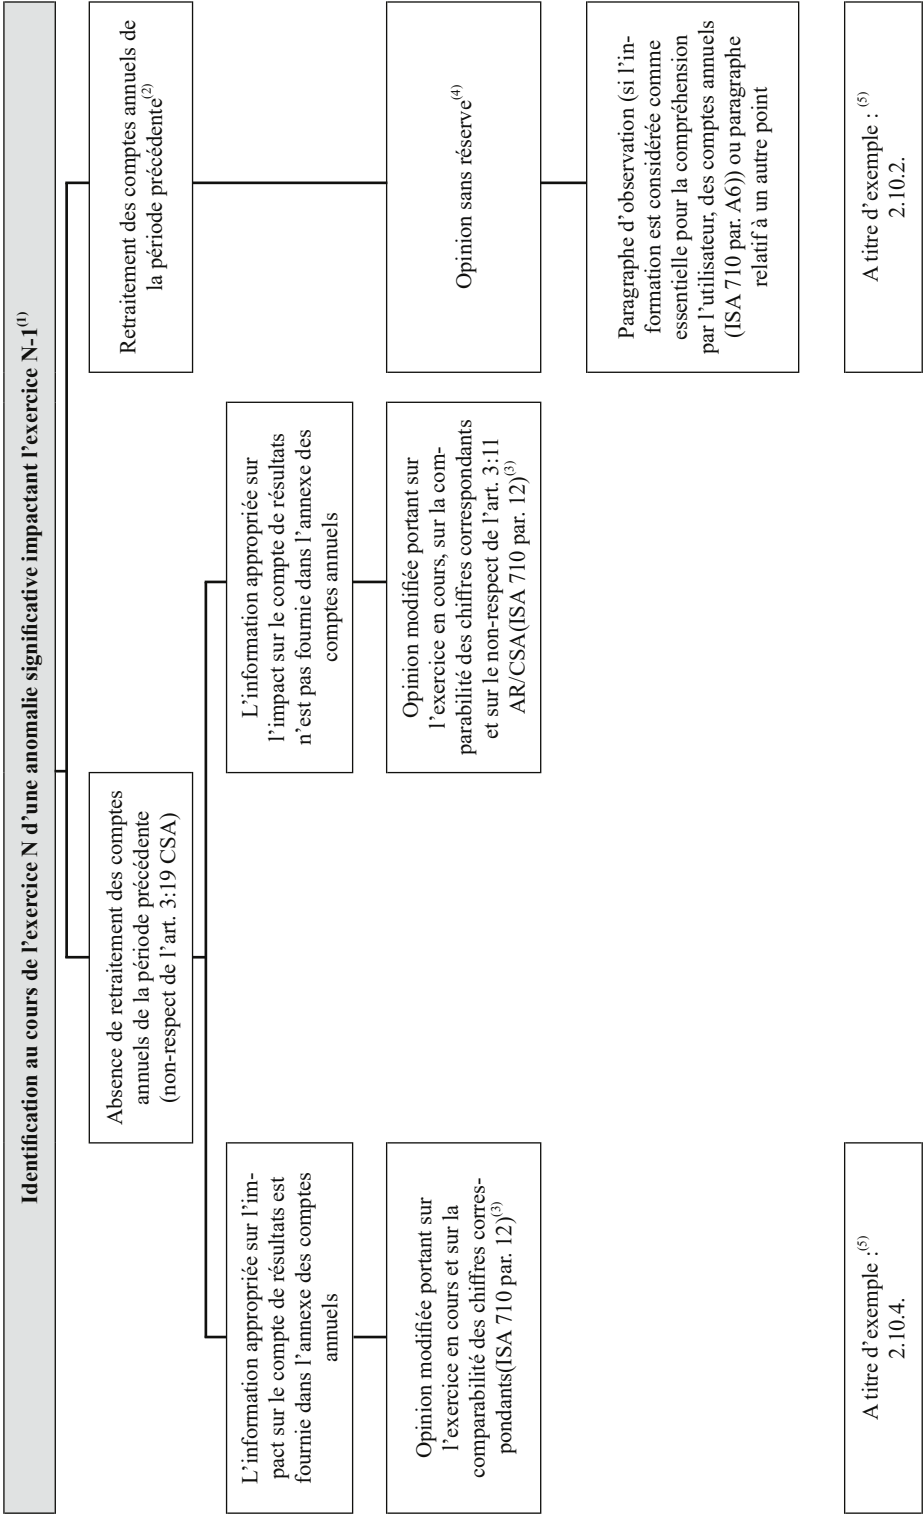 Identification au cours de l'exercice N d'une anomalie significative impactant l'exercice N-1(1)
Absence de retraitement des comptes
annuels de la période précédente
(non-respect de l'art. 3:19 CSA)
Retraitement des comptes annuels de
la période précédente(2)
L'information appropriée sur l'im-
pact sur le compte de résultats est
fournie dans l'annexe des comptes
annuels
L'information appropriée sur
l'impact sur le compte de résultats
n'est pas fournie dans l'annexe des
comptes annuels
Opinion modifiée portant sur
l'exercice en cours et sur la
comparabilité des chiffres corres-
pondants(ISA 710 par. 12)(3)
Opinion modifiée portant sur
l'exercice en cours, sur la com-
parabilité des chiffres correspondants
et sur le non-respect de l'art. 3:11
AR/CSA(ISA 710 par. 12)(3)
Opinion sans réserve(4)
Paragraphe d'observation (si l'in-
formation est considérée comme
essentielle pour la compréhension
par l'utilisateur, des comptes annuels
(ISA 710 par. A6)) ou paragraphe
relatif à un autre point
A titre d'exemple :(5)
2.10.4.
A titre d'exemple : (5)
2.10.2.